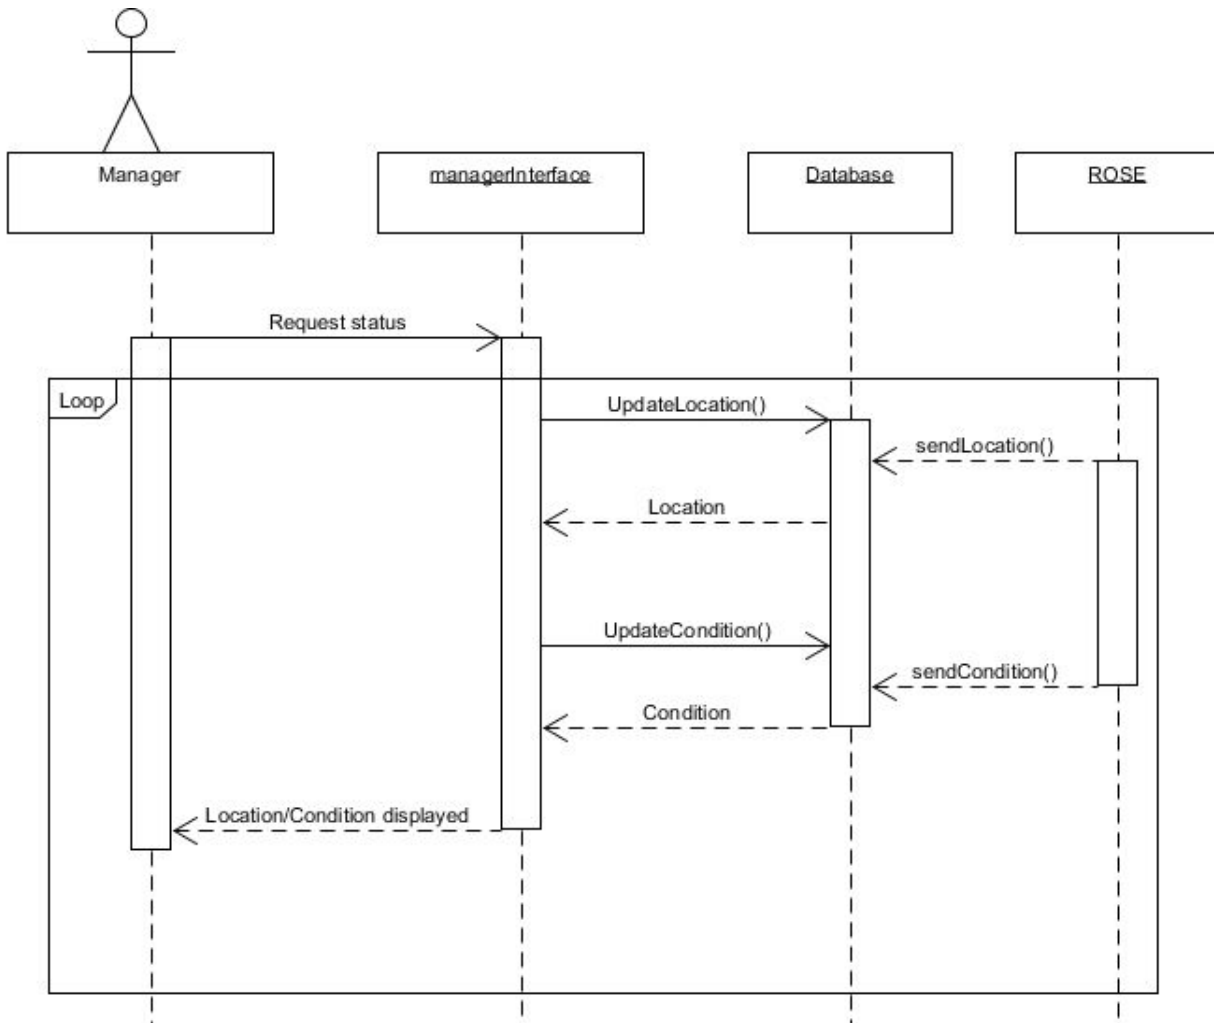 Manager
managerInterface
Database
ROSE
Request status
Loop
UpdateLocation()
sendLocation()
Location
UpdateCondition()
sendCondition()
Condition
Location/Condition displayed